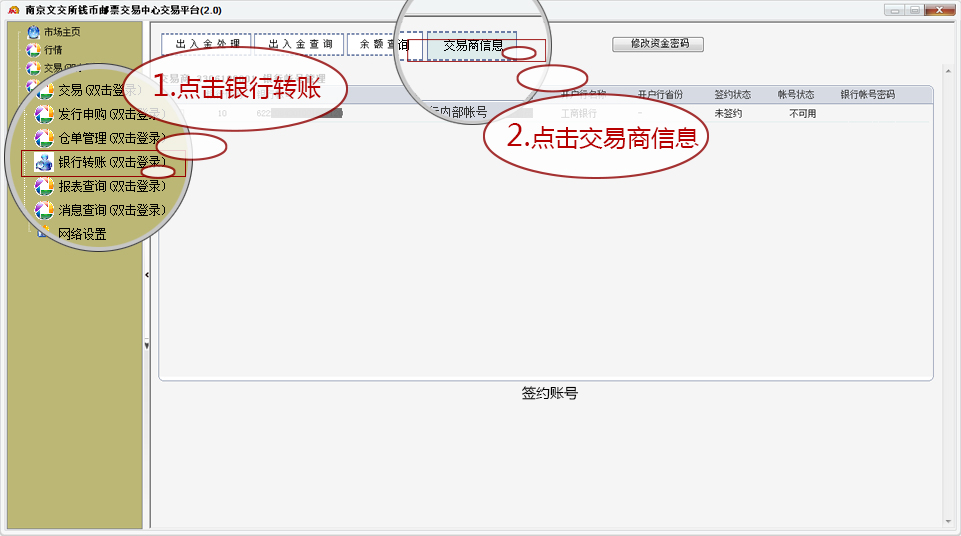 南京文交所钱币邮票交易中心交易平台(2.0)
市场主页
行情
出入金处理
出入金查询
余额查询
交易商信息
修改资金密码
1.点击银行转账
交易(双击登录)
发行申购(双击登录)
仓单管理(双击登录)
银行转账(双击登录)
报表查询(双击登录)
消息查询(双击登录)
网络设置
行内部帐号
开户行名称
开户行省份
签约状态
帐号状态
银行帐号密码
10
622
工商银行
-
未签约
不可用
2.点击交易商信息
签约账号